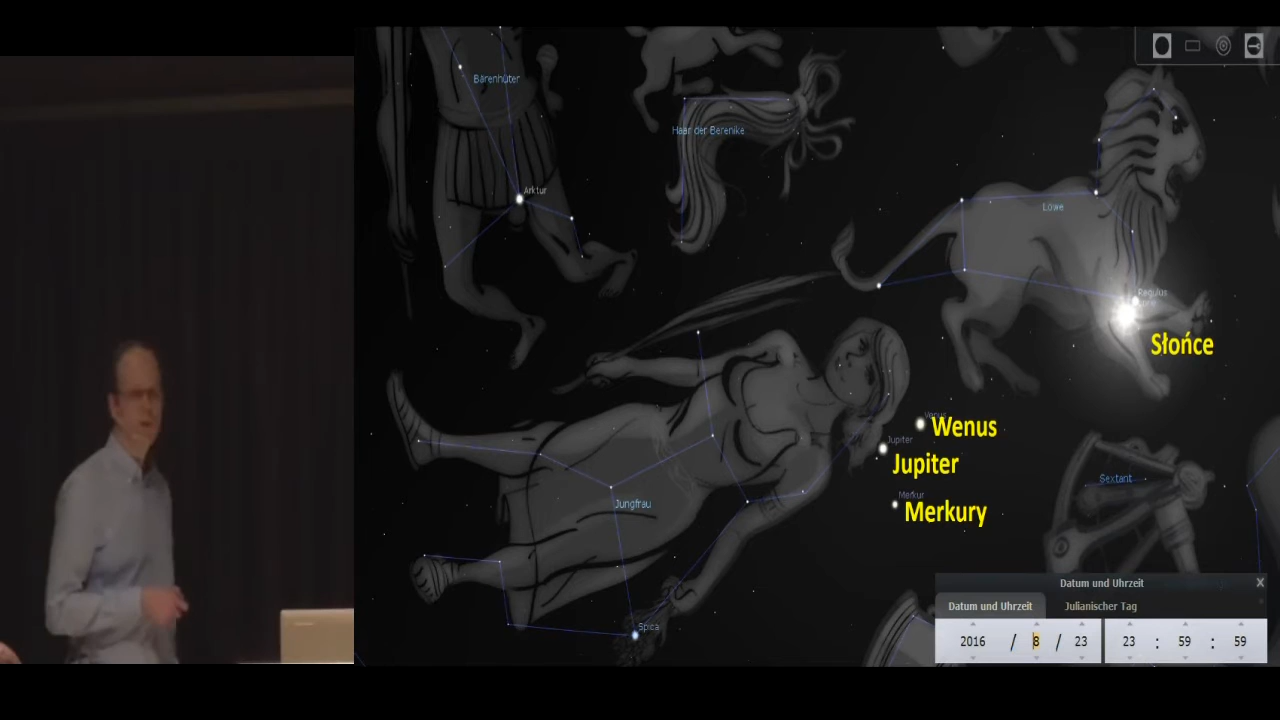 Bärenhüter
Haar der Berenike
Arktur
Löwe
Regulus
Słońce
Venus
Wenus
Jupiter
Jupiter
Merkur
Merkury
Sextant
Jungfrau
Spica
Datum und Uhrzeit X
Datum und Uhrzeit Julianischer Tag
2016 / 8 / 23 23 : 59 : 59